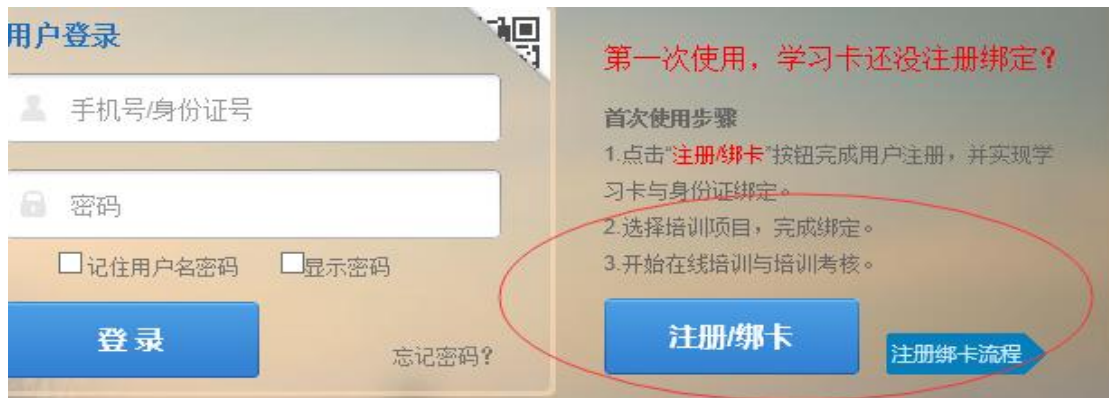 用户登录
手机号/身份证号
密码
记住用户名密码
显示密码
登录
忘记密码?
第一次使用，学习卡还没注册绑定?
首次使用步骤
1.点击“注册/绑卡”按钮完成用户注册，并实现学
习卡与身份证绑定。
2.选择培训项目，完成绑定。
3.开始在线培训与培训考核。
注册/绑卡
注册绑卡流程